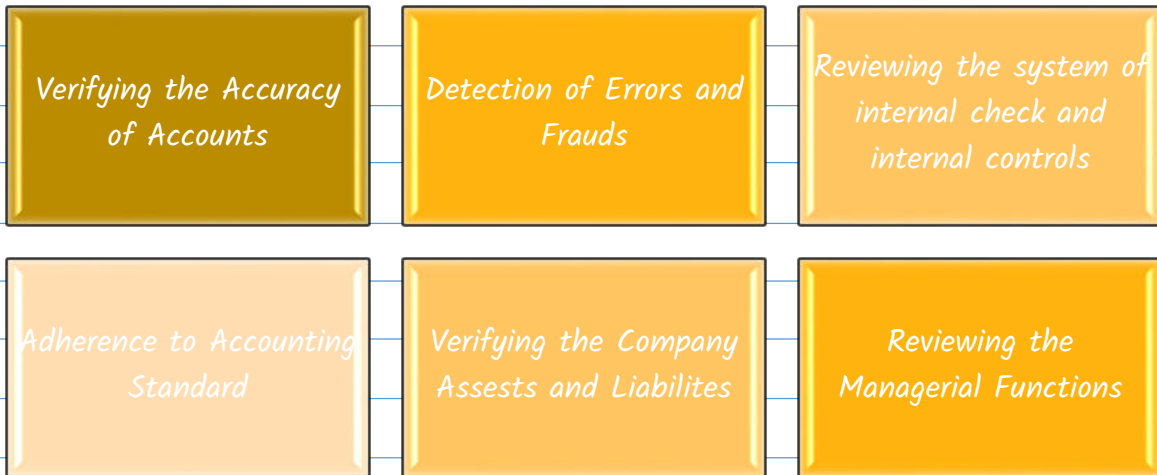 Verifying the Accuracy
of Accounts
Detection of Errors and
Frauds
Reviewing the system of
internal check and
internal controls
Adherence to Accounting
Standard
Verifying the Company
Assests and Liabilites
Reviewing the
Managerial Functions